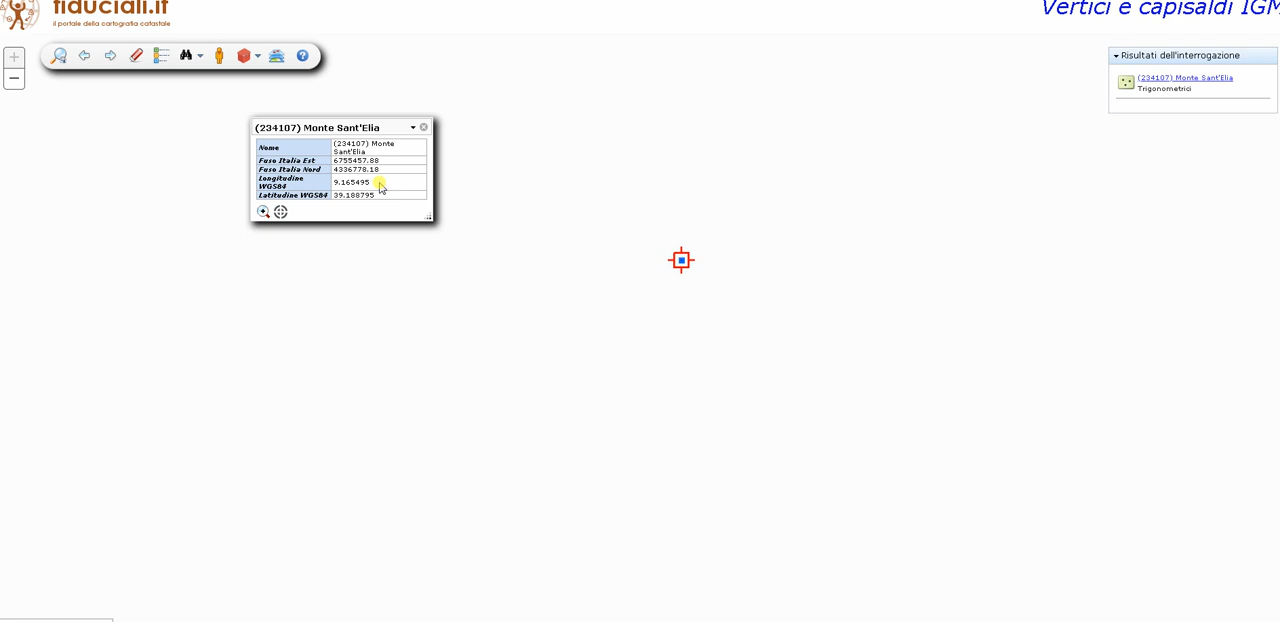 fiduciali.it
il portale della cartografia catastale
Vertici e capisaldi IGM
Risultati dell'interrogazione
(234107) Monte Sant'Elia
Trigonometrici
(234107) Monte Sant'Elia
Nome (234107) Monte Sant'Elia
Fuso Italia Est 6755457.88
Fuso Italia Nord 4336778.18
Longitudine WGS84 9.165495
Latitudine WGS84 39.188795